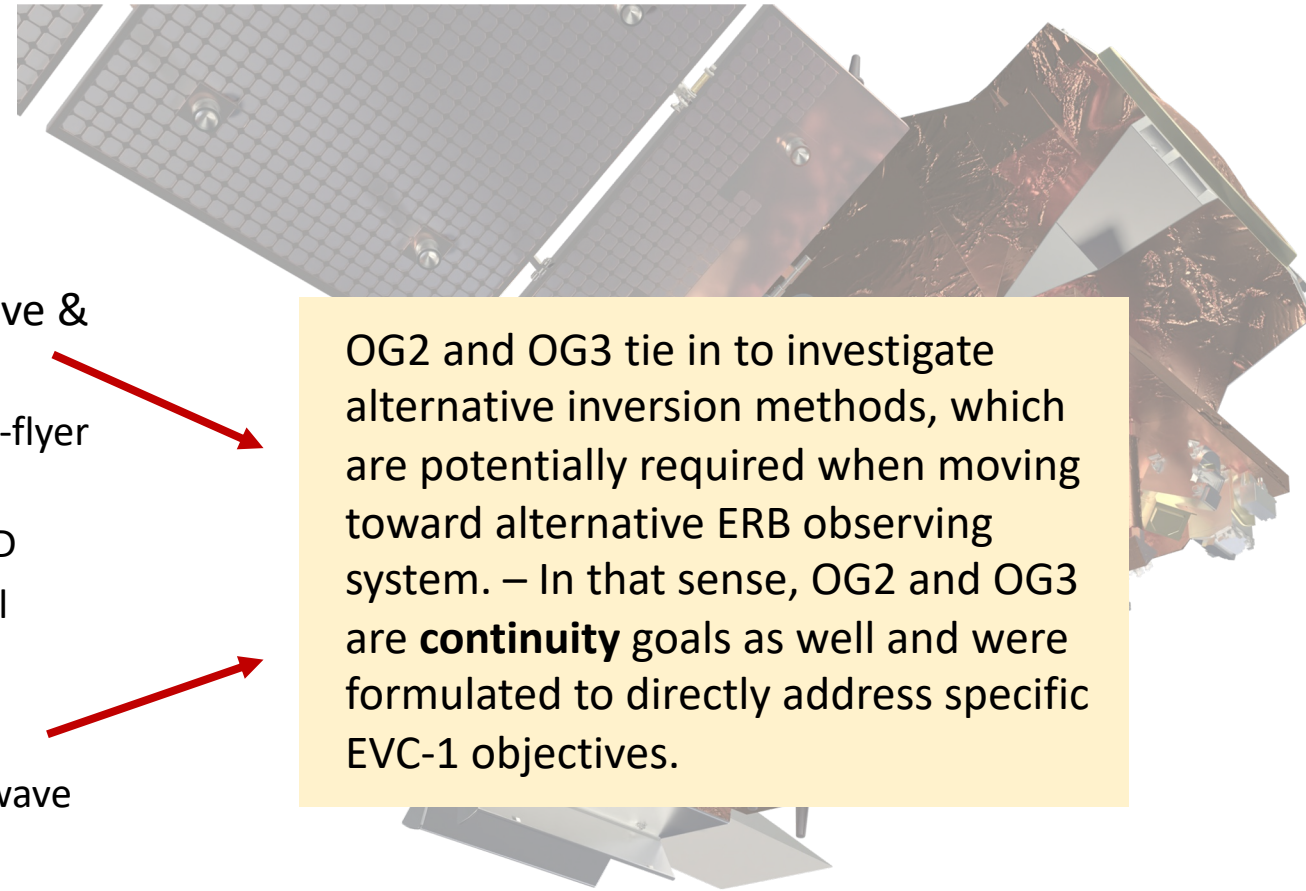 ve &
-flyer
D
l
wave
OG2 and OG3 tie in to investigate
alternative inversion methods, which
are potentially required when moving
toward alternative ERB observing
system. – In that sense, OG2 and OG3
are continuity goals as well and were
formulated to directly address specific
EVC-1 objectives.